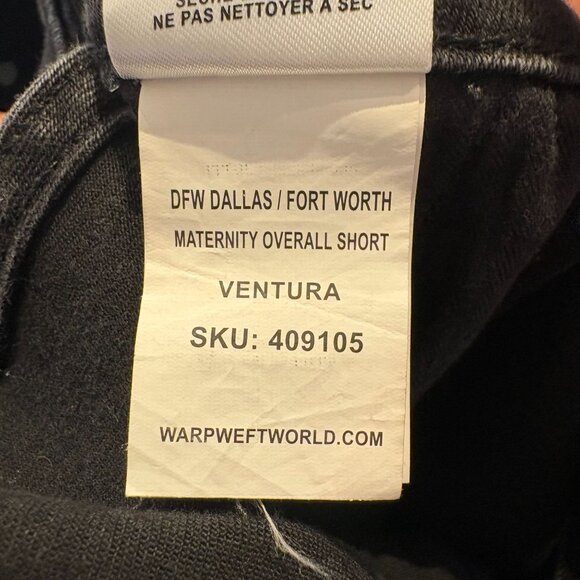 NE PAS NETTOYER A SEC
DFW DALLAS / FORT WORTH
MATERNITY OVERALL SHORT
VENTURA
SKU: 409105
WARPWEFTWORLD.COM